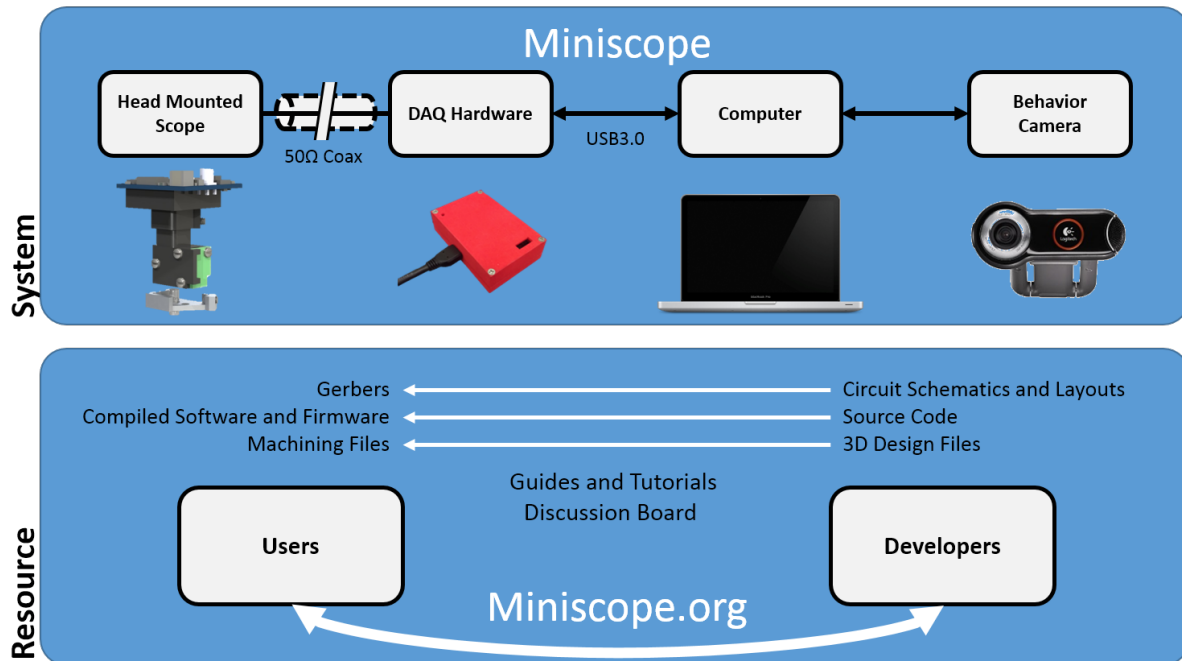 Miniscope
Head Mounted
Scope
50Ω Coax
DAQ Hardware
USB3.0
Computer
Behavior
Camera
Logitech
System
Gerbers
Circuit Schematics and Layouts
Compiled Software and Firmware
Source Code
Machining Files
3D Design Files
Guides and Tutorials
Discussion Board
Users
Developers
Miniscope.org
Resource